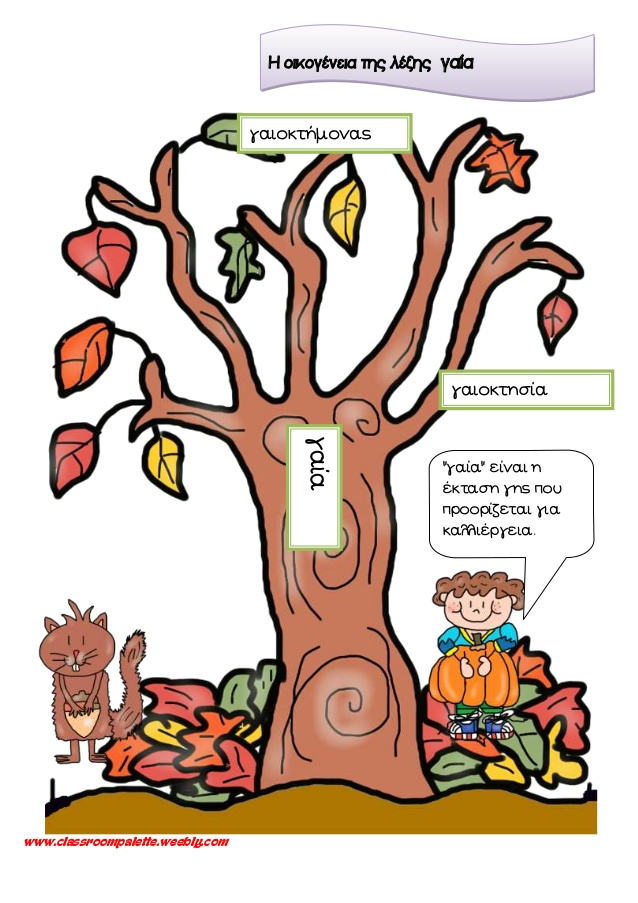 Η οικογένεια της λέξης γαία
γαιοκτήμονας
γαιοκτησία
γαία
"γαία" είναι η
έκταση γης που
προορίζεται για
καλλιέργεια.
www.classroompalette.weebly.com